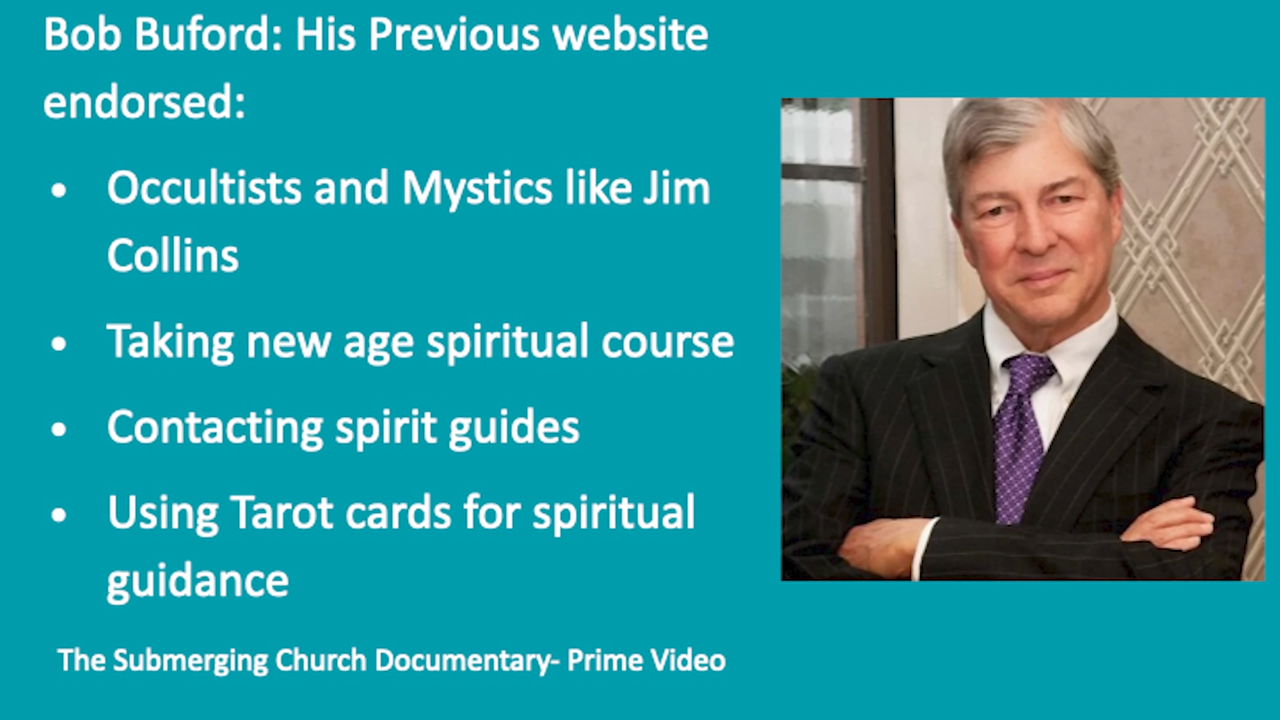 Bob Buford: His Previous website
endorsed:
• Occultists and Mystics like Jim
Collins
• Taking new age spiritual course
• Contacting spirit guides
• Using Tarot cards for spiritual
guidance
The Submerging Church Documentary- Prime Video